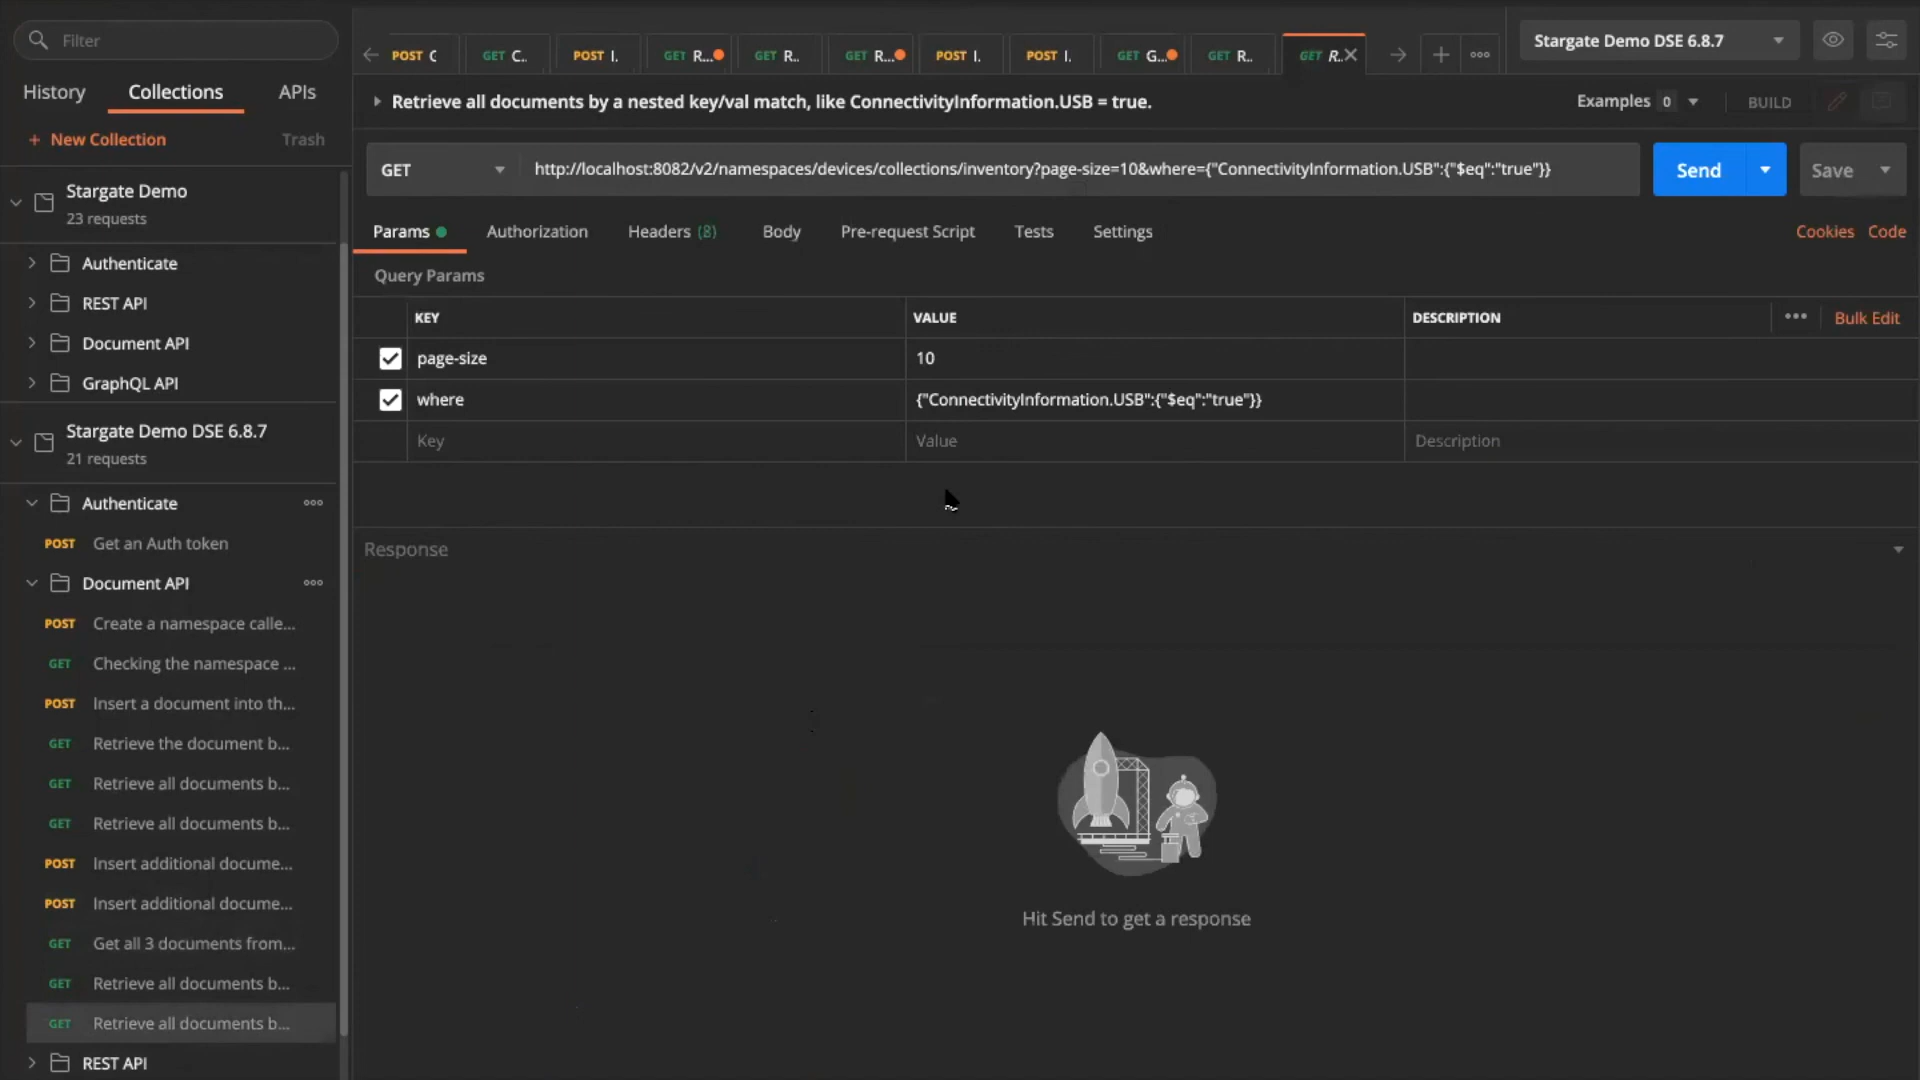 Filter
History Collections APIs
+ New Collection Trash
Stargate Demo
23 requests
Authenticate
REST API
Document API
GraphQL API
Stargate Demo DSE 6.8.7
21 requests
Authenticate
POST Get an Auth token
Document API
POST Create a namespace calle...
GET Checking the namespace ...
POST Insert a document into th...
GET Retrieve the document b...
GET Retrieve all documents b...
GET Retrieve all documents b...
POST Insert additional docume...
POST Insert additional docume...
GET Get all 3 documents from...
GET Retrieve all documents b...
GET Retrieve all documents b...
REST API
POST C GET C.. POST I. GET R... GET R.. GET R... POST I. POST I. GET G... GET R.. GET R..
Stargate Demo DSE 6.8.7
Retrieve all documents by a nested key/val match, like ConnectivityInformation.USB = true.
Examples 0 BUILD
GET http://localhost:8082/v2/namespaces/devices/collections/inventory?page-size=10&where={"ConnectivityInformation.USB":{"$eq":"true"}} Send Save
Params Authorization Headers (8) Body Pre-request Script Tests Settings Cookies Code
Query Params
KEY VALUE DESCRIPTION Bulk Edit
page-size 10
where {"ConnectivityInformation.USB":{"$eq":"true"}}
Key Value Description
Response
Hit Send to get a response